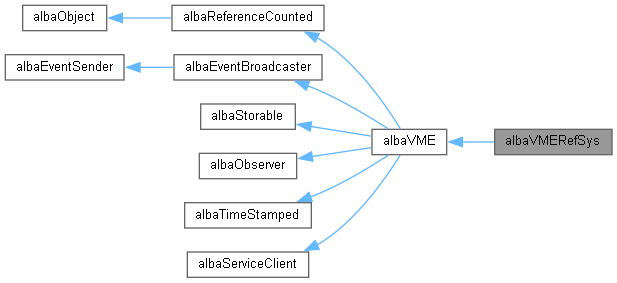 albaObject
albaReferenceCounted
albaEventSender
albaEventBroadcaster
albaStorable
albaVME
albaVMERefSys
albaObserver
albaTimeStamped
albaServiceClient